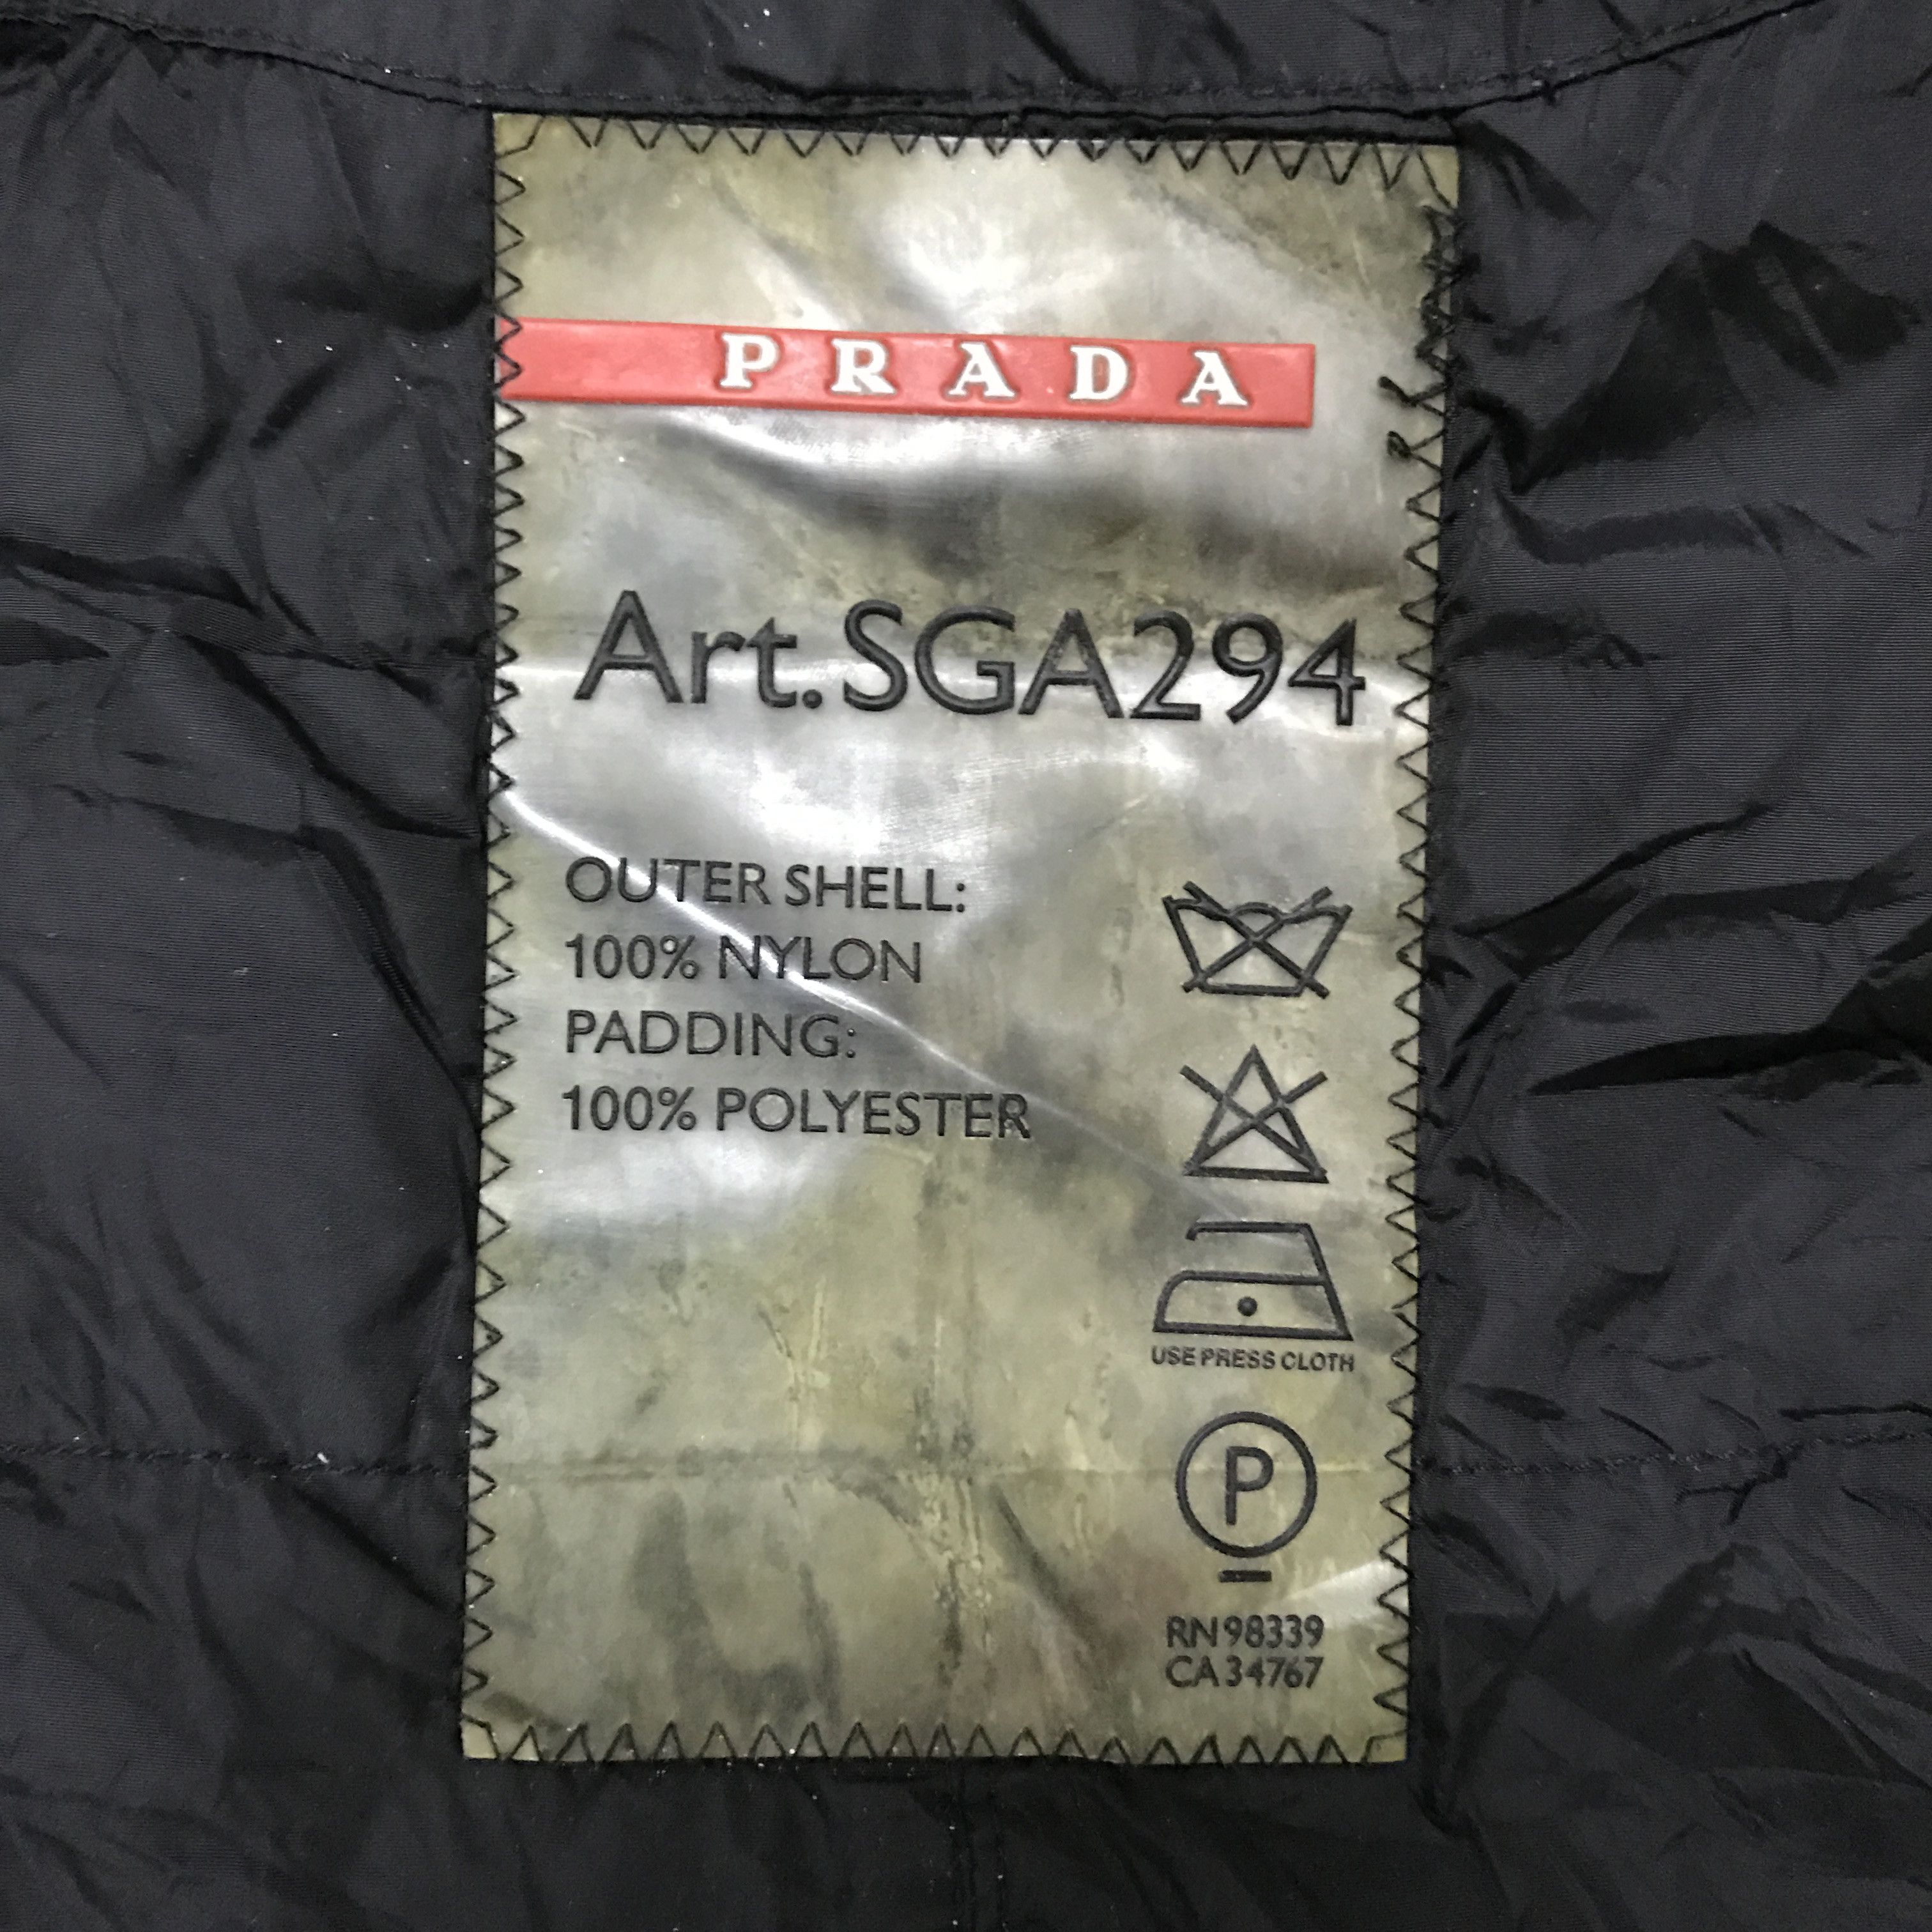 PRADA
Art. SGA294
OUTER SHELL:
100% NYLON
PADDING:
100% POLYESTER
USE PRESS CLOTH
P
RN 98339
CA 34767